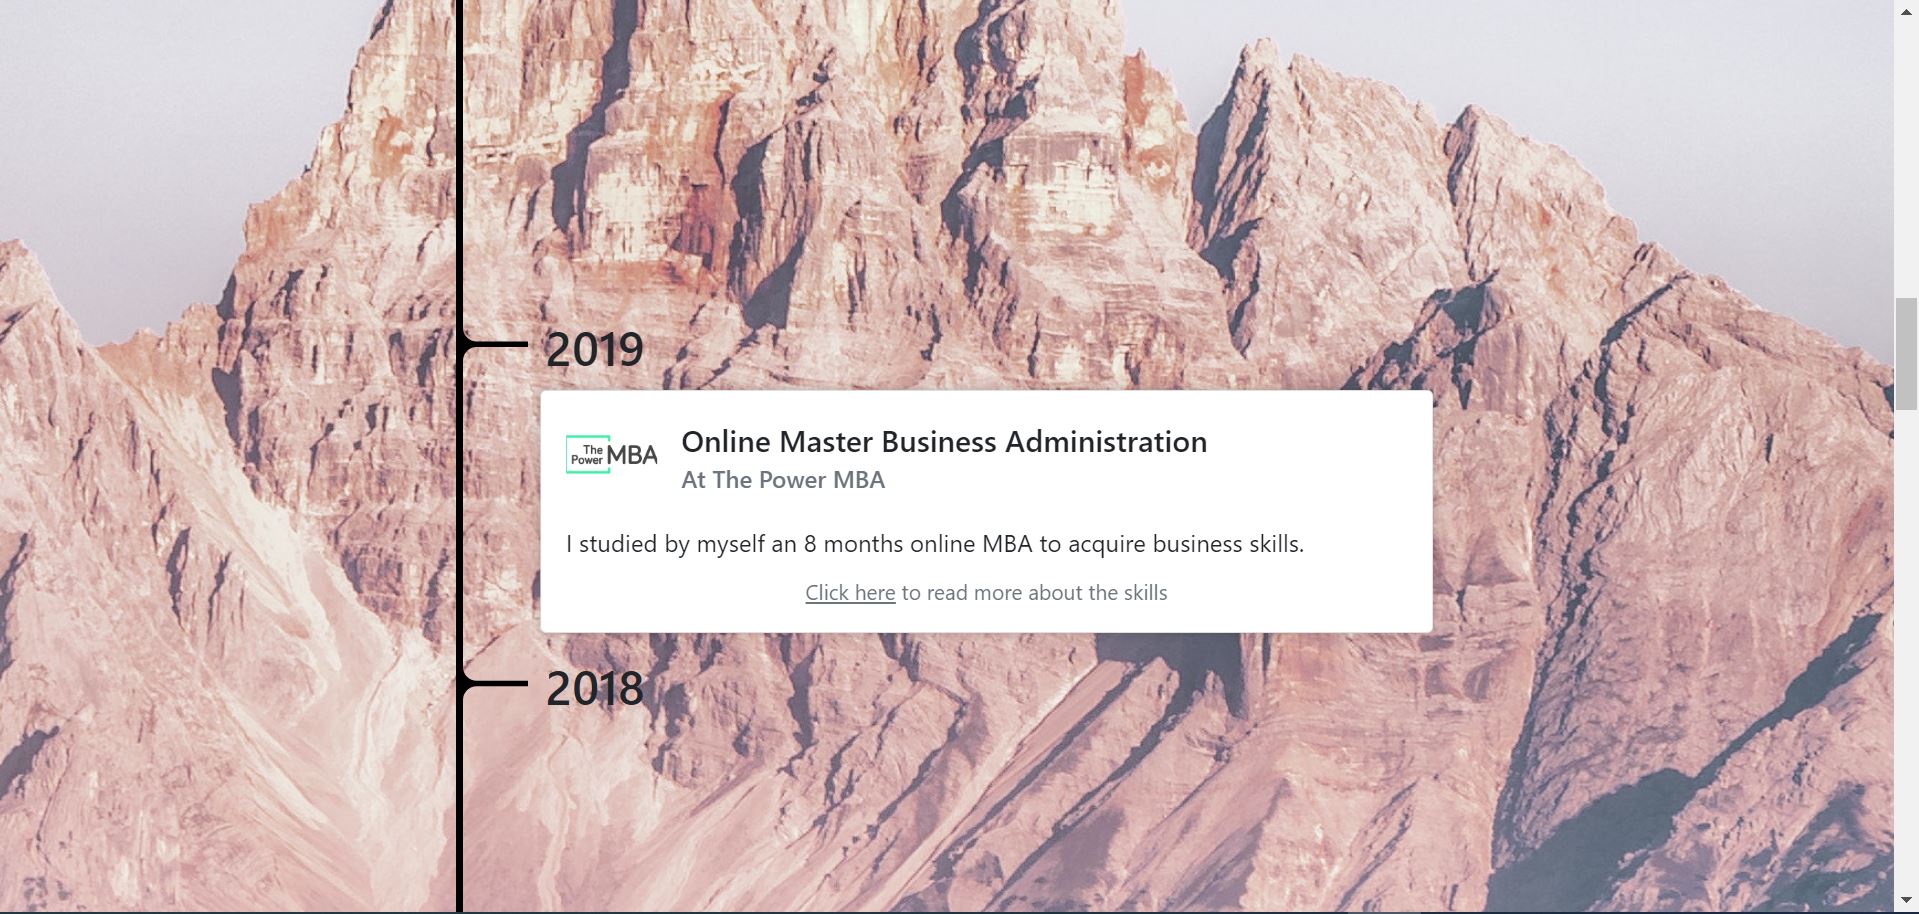 2019
The Power MBA
Online Master Business Administration
At The Power MBA
I studied by myself an 8 months online MBA to acquire business skills.
Click here to read more about the skills
2018